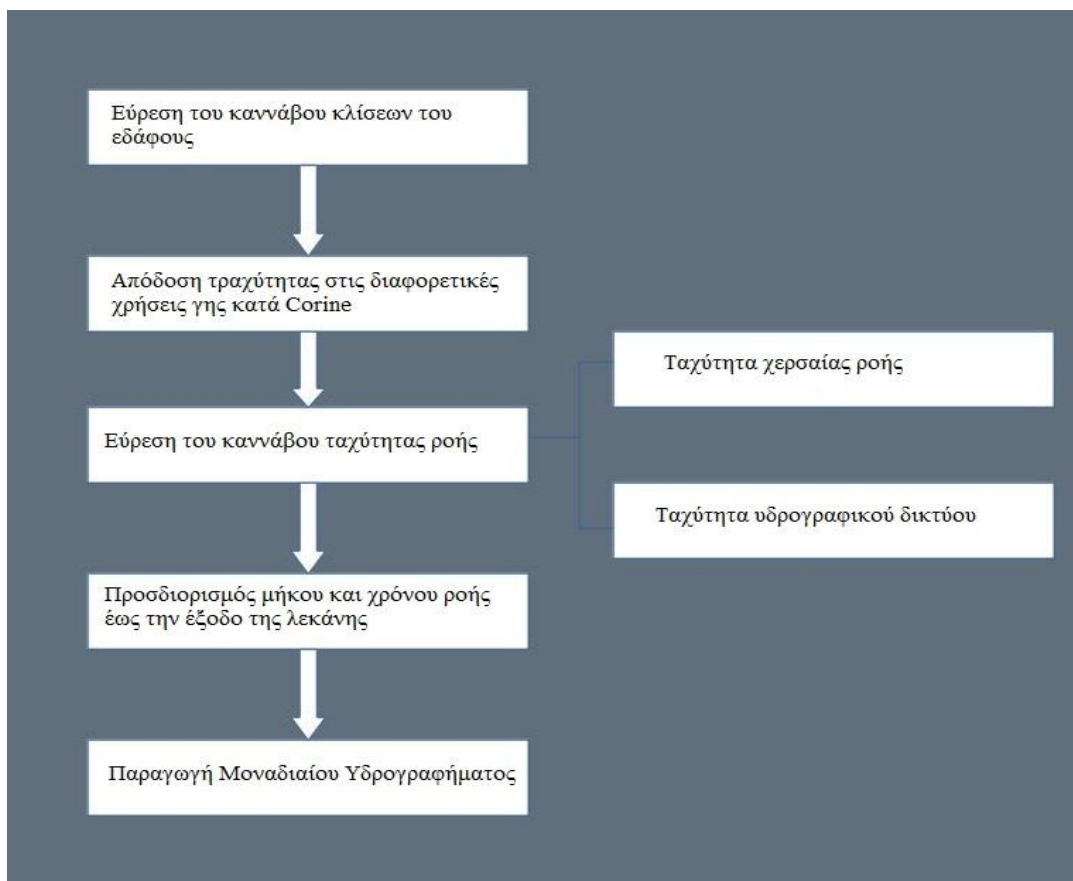 Εύρεση του καννάβου κλίσεων του
εδάφους
Απόδοση τραχύτητας στις διαφορετικές
χρήσεις γης κατά Corine
Ταχύτητα χερσαίας ροής
Εύρεση του καννάβου ταχύτητας ροής
Ταχύτητα υδρογραφικού δικτύου
Προσδιορισμός μήκου και χρόνου ροής
έως την έξοδο της λεκάνης
Παραγωγή Μοναδιαίου Υδρογραφήματος